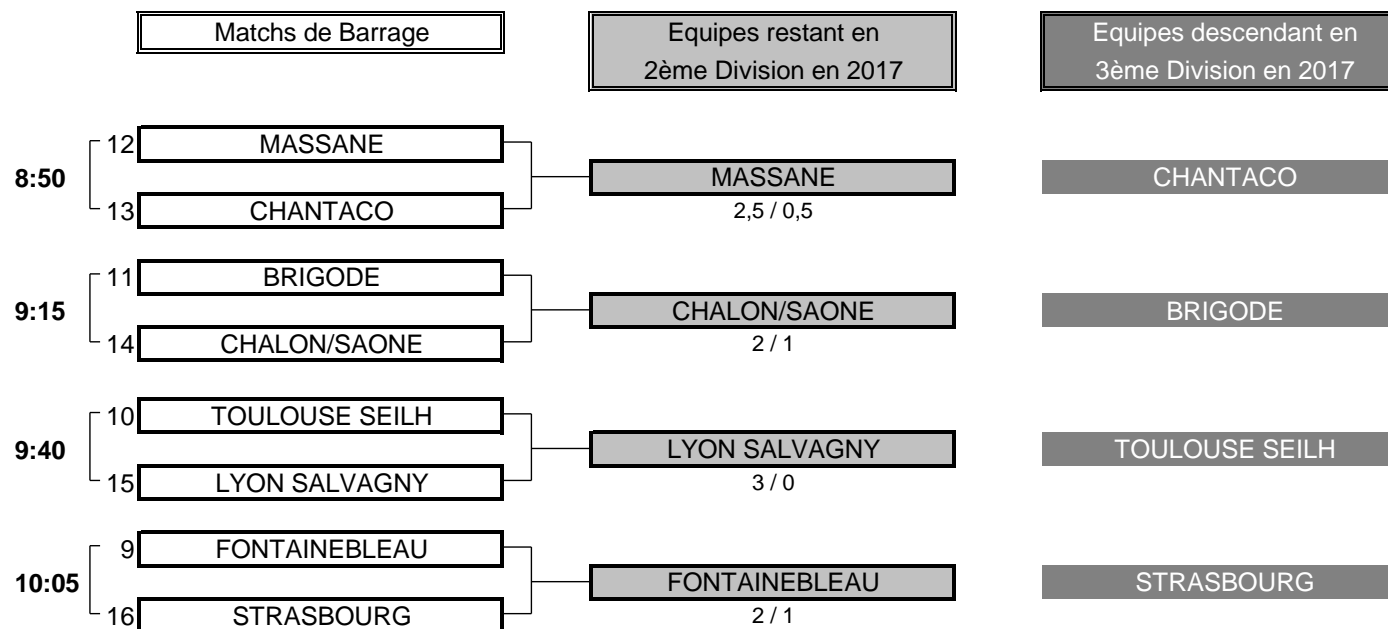 Matchs de Barrage
Equipes restant en
2ème Division en 2017
Equipes descendant en
3ème Division en 2017
8:50
12 MASSANE
13 CHANTACO
MASSANE
2,5 / 0,5
CHANTACO
9:15
11 BRIGODE
14 CHALON/SAONE
CHALON/SAONE
2 / 1
BRIGODE
9:40
10 TOULOUSE SEILH
15 LYON SALVAGNY
LYON SALVAGNY
3 / 0
TOULOUSE SEILH
10:05
9 FONTAINEBLEAU
16 STRASBOURG
FONTAINEBLEAU
2 / 1
STRASBOURG